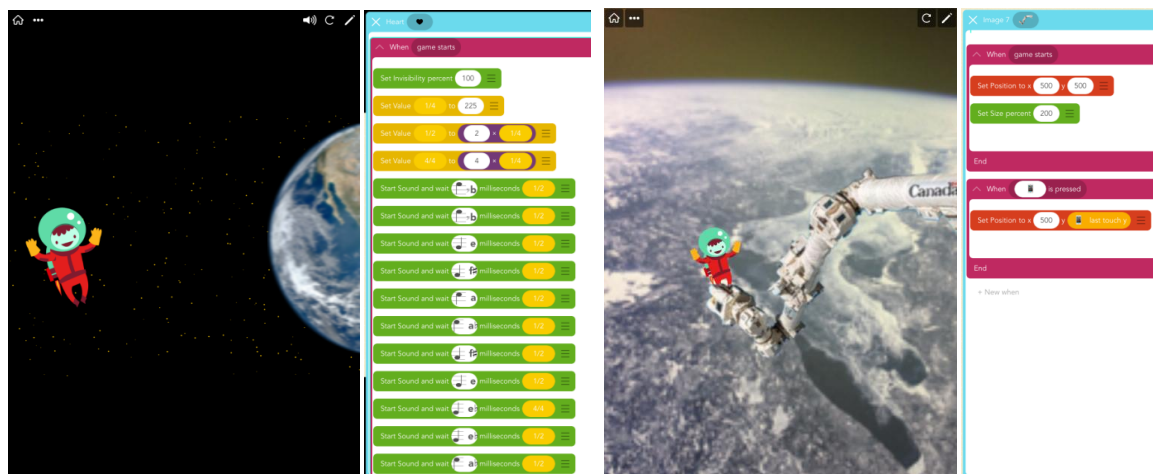 Heart
When game starts
Set Invisibility percent 100
Set Value 1/4 to 225
Set Value 1/2 to 2 × 1/4
Set Value 4/4 to 4 × 1/4
Start Sound and wait b milliseconds 1/2
Start Sound and wait b milliseconds 1/2
Start Sound and wait e milliseconds 1/2
Start Sound and wait f# milliseconds 1/2
Start Sound and wait a milliseconds 1/2
Start Sound and wait a milliseconds 1/2
Start Sound and wait f# milliseconds 1/2
Start Sound and wait e milliseconds 1/2
Start Sound and wait e milliseconds 4/4
Start Sound and wait e milliseconds 1/2
Start Sound and wait a milliseconds 1/2
Canada
Image 7
When game starts
Set Position to x 500 y 500
Set Size percent 200
End
When is pressed
Set Position to x 500 y last touch y
End
+ New when